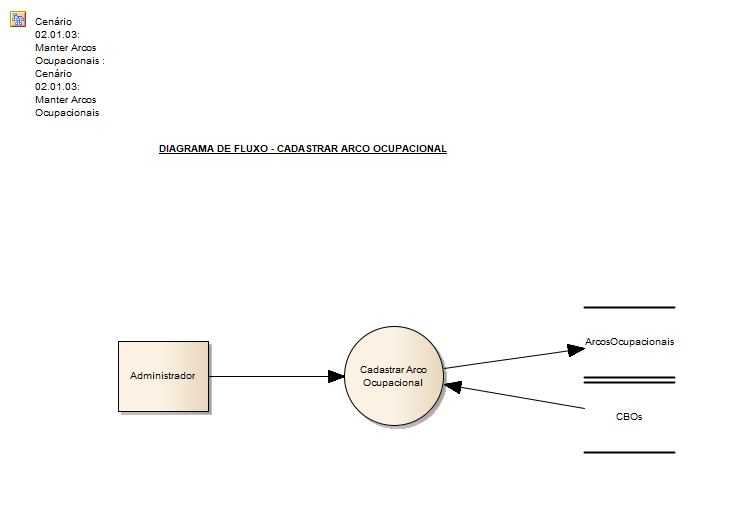 Cenário
02.01.03:
Manter Arcos
Ocupacionais :
Cenário
02.01.03:
Manter Arcos
Ocupacionais
DIAGRAMA DE FLUXO - CADASTRAR ARCO OCUPACIONAL
Administrador
Cadastrar Arco
Ocupacional
ArcosOcupacionais
CBOs